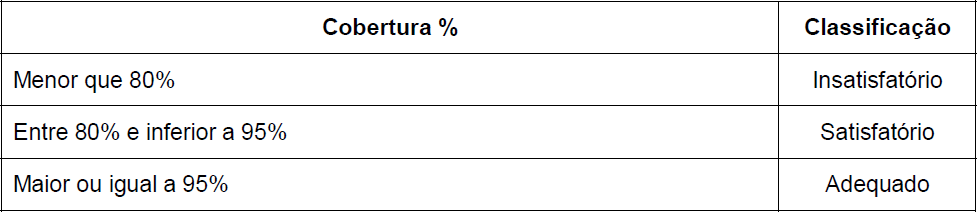 Cobertura % Classificação
Menor que 80% Insatisfatório
Entre 80% e inferior a 95% Satisfatório
Maior ou igual a 95% Adequado